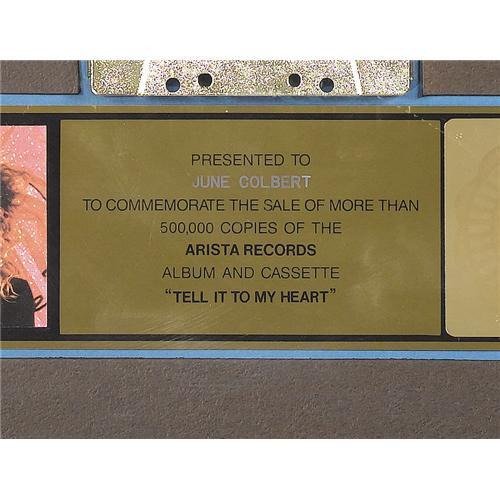 PRESENTED TO
JUNE COLBERT
TO COMMEMORATE THE SALE OF MORE THAN
500,000 COPIES OF THE
ARISTA RECORDS
ALBUM AND CASSETTE
“TELL IT TO MY HEART”